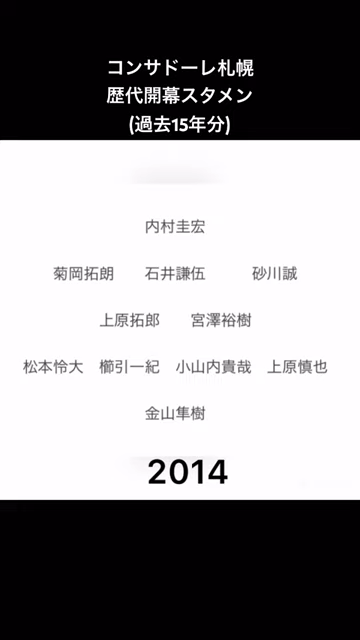 コンサドーレ札幌
歴代開幕スタメン
(過去15年分)
内村圭宏
菊岡拓朗 石井謙伍 砂川誠
上原拓郎 宮澤裕樹
松本怜大 櫛引一紀 小山内貴哉 上原慎也
金山隼樹
2014